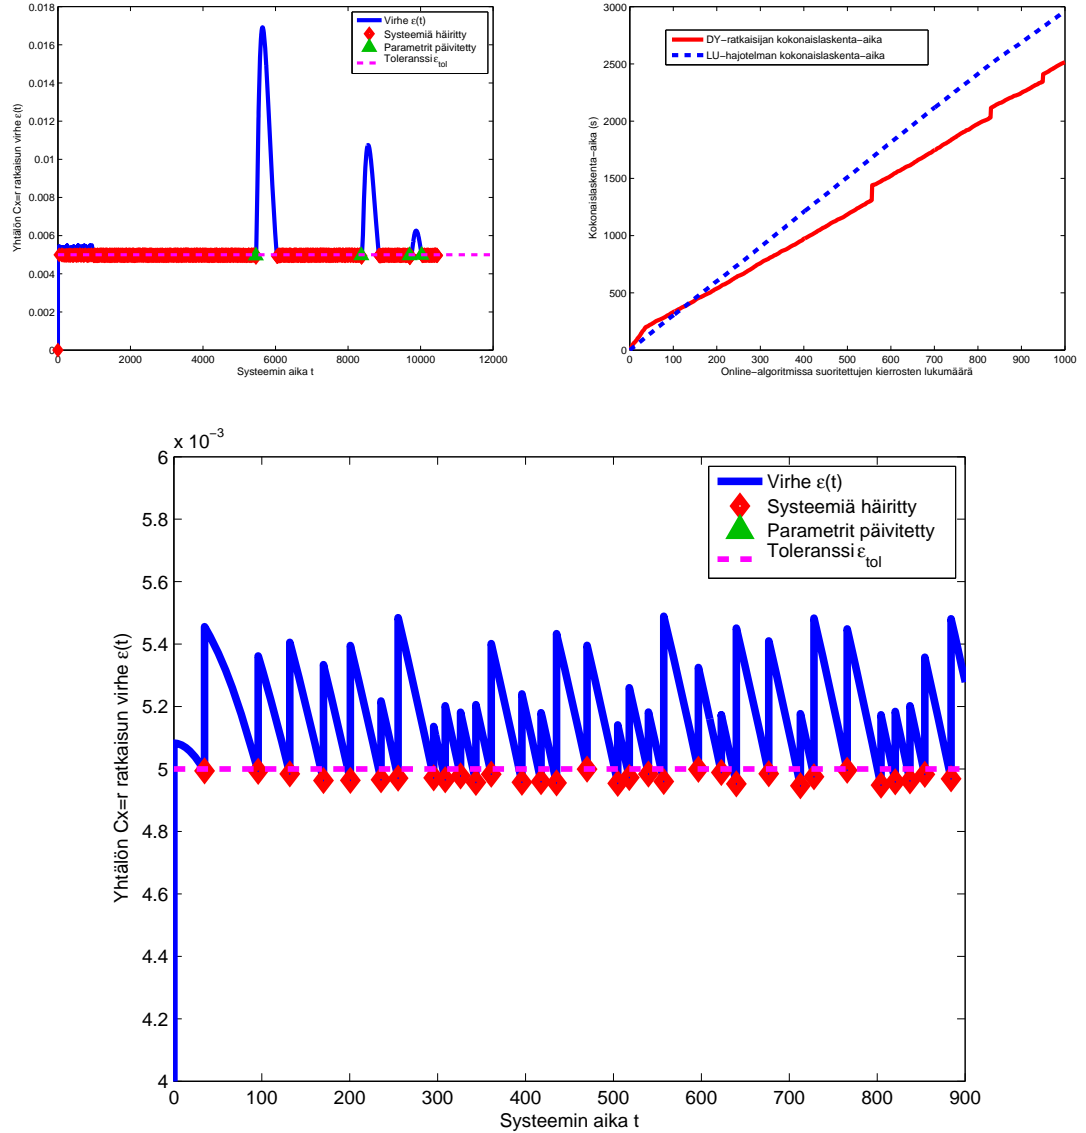 0.018
0.016
0.014
0.012
0.01
0.008
0.006
0.004
0.002
0
Yhtälön Cx=r ratkaisun virhe ε(t)
Virhe ε(t)
Systeemiä häiritty
Parametrit päivitetty
Toleranssi ε_tol
0 2000 4000 6000 8000 10000 12000
Systeemin aika t
3000
2500
2000
1500
1000
500
0
Kokonaislaskenta−aika (s)
DY−ratkaisijan kokonaislaskenta−aika
LU−hajotelman kokonaislaskenta−aika
0 100 200 300 400 500 600 700 800 900 1000
Online−algoritmissa suoritettujen kierrosten lukumäärä
x 10⁻³
6
5.8
5.6
5.4
5.2
5
4.8
4.6
4.4
4.2
4
Yhtälön Cx=r ratkaisun virhe ε(t)
Virhe ε(t)
Systeemiä häiritty
Parametrit päivitetty
Toleranssi ε_tol
0 100 200 300 400 500 600 700 800 900
Systeemin aika t